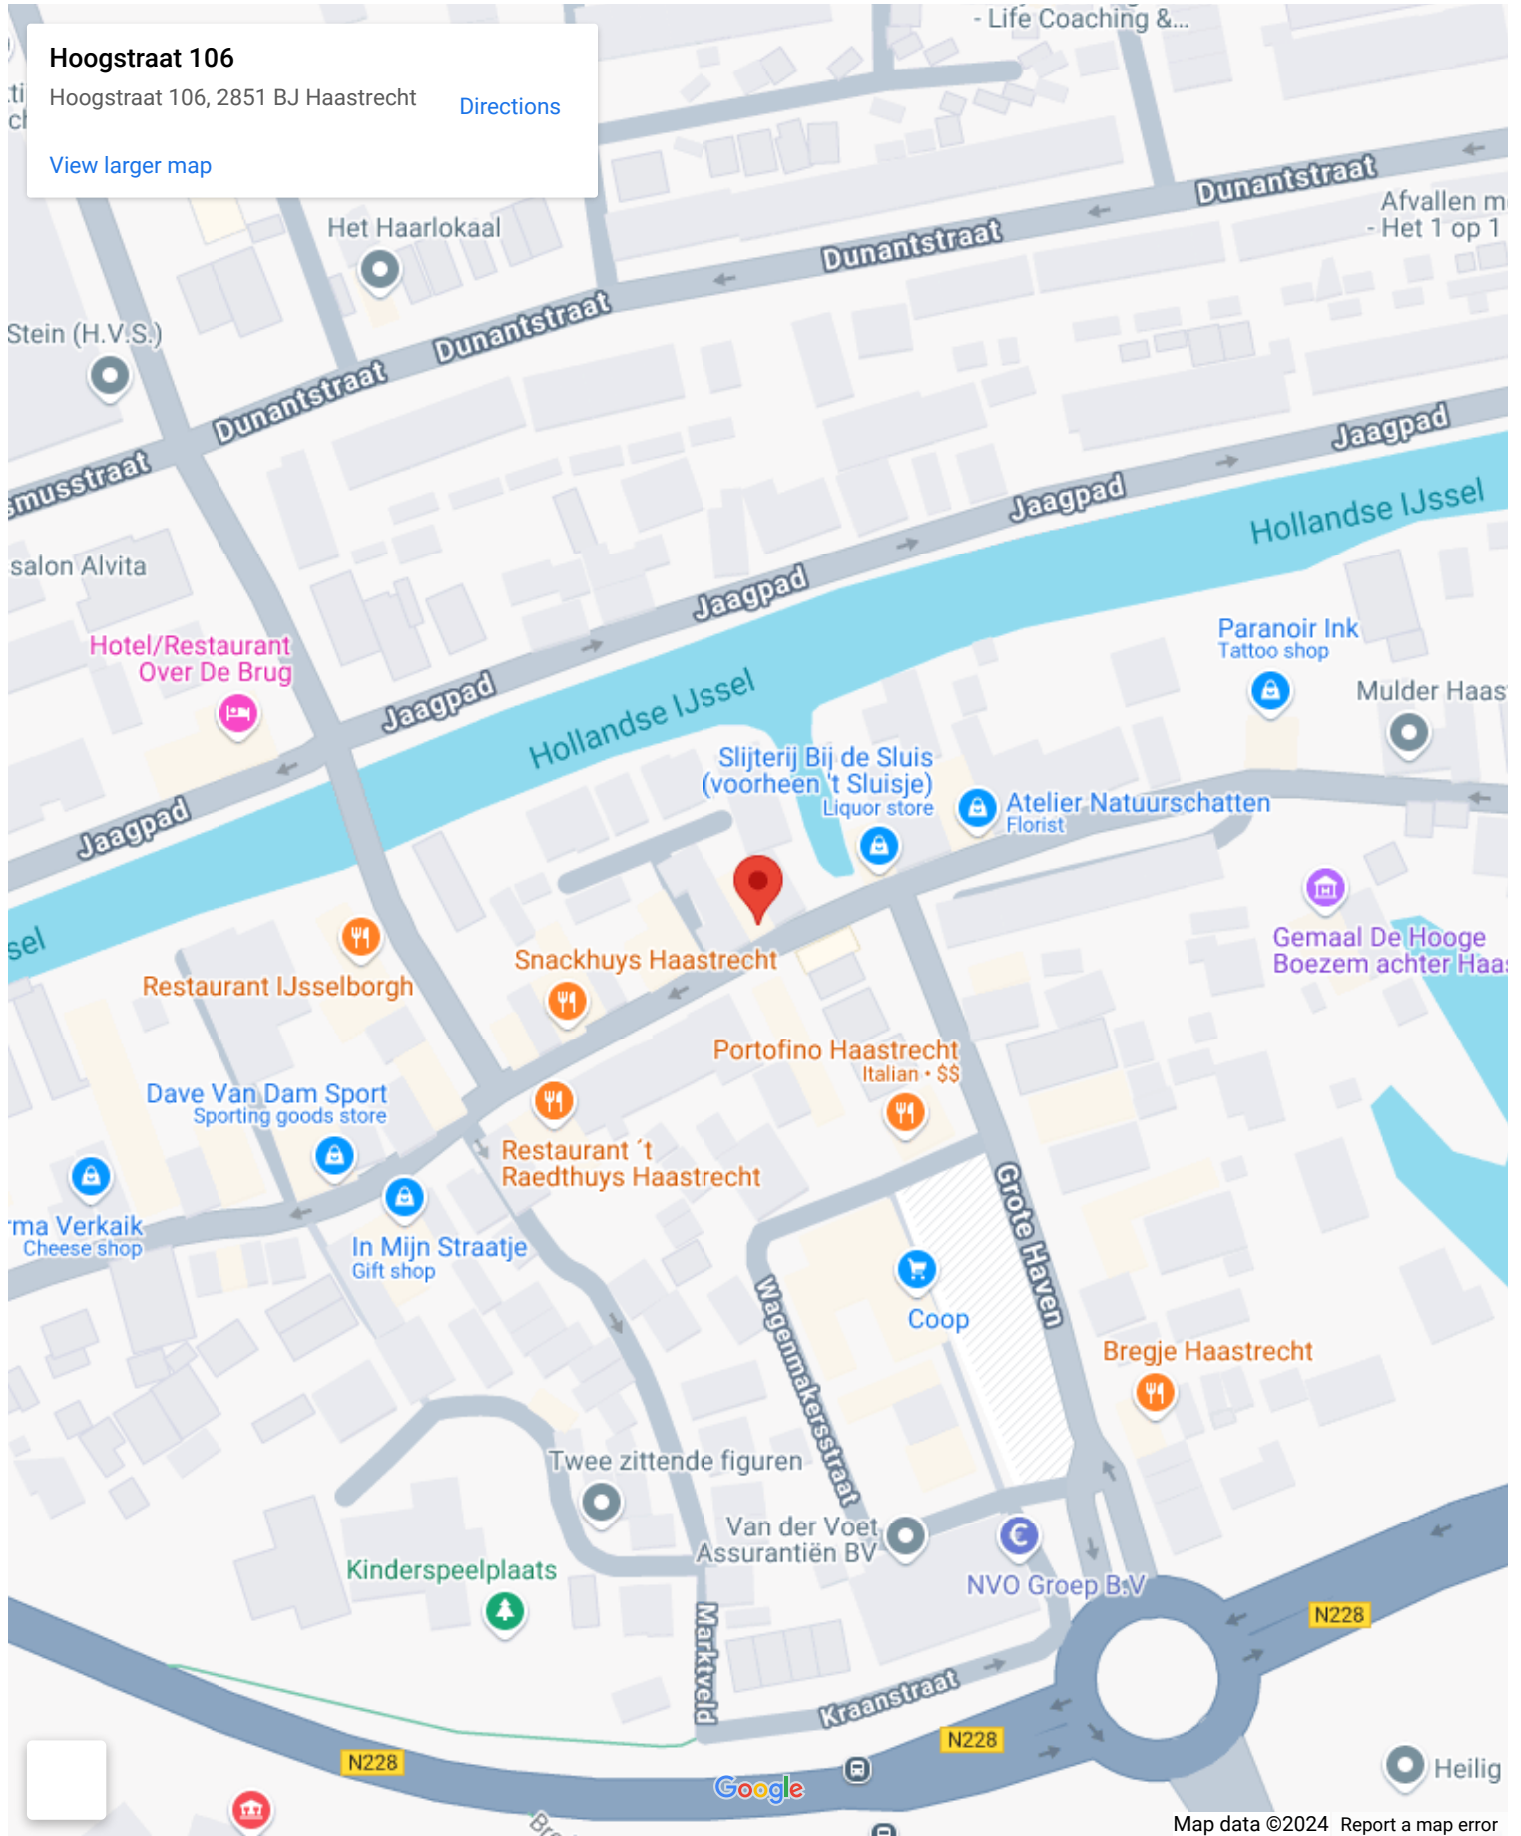 - Life Coaching &...
Hoogstraat 106
Hoogstraat 106, 2851 BJ Haastrecht
Directions
View larger map
Dunantstraat
Afvallen m
- Het 1 op 1
Het Haarlokaal
Dunantstraat
Dunantstraat
Stein (H.V.S.)
Dunantstraat
smusstraat
Jaagpad
Jaagpad
Hollandse IJssel
salon Alvita
Jaagpad
Hotel/Restaurant
Over De Brug
Paranoir Ink
Tattoo shop
Jaagpad
Hollandse IJssel
Mulder Haas
Slijterij Bij de Sluis
(voorheen 't Sluisje)
Liquor store
Atelier Natuurschatten
Florist
Jaagpad
sel
Gemaal De Hooge
Boezem achter Haas
Snackhuys Haastrecht
Restaurant IJsselborgh
Portofino Haastrecht
Italian • $$
Dave Van Dam Sport
Sporting goods store
Restaurant ´t
Raedthuys Haastrecht
rma Verkaik
Cheese shop
In Mijn Straatje
Gift shop
Grote Haven
Wagenmakersstraat
Coop
Bregje Haastrecht
Twee zittende figuren
Van der Voet
Assurantiën BV
Kinderspeelplaats
NVO Groep B.V
N228
Marktveld
Kraanstraat
N228
N228
Google
Heilig
Map data ©2024 Report a map error